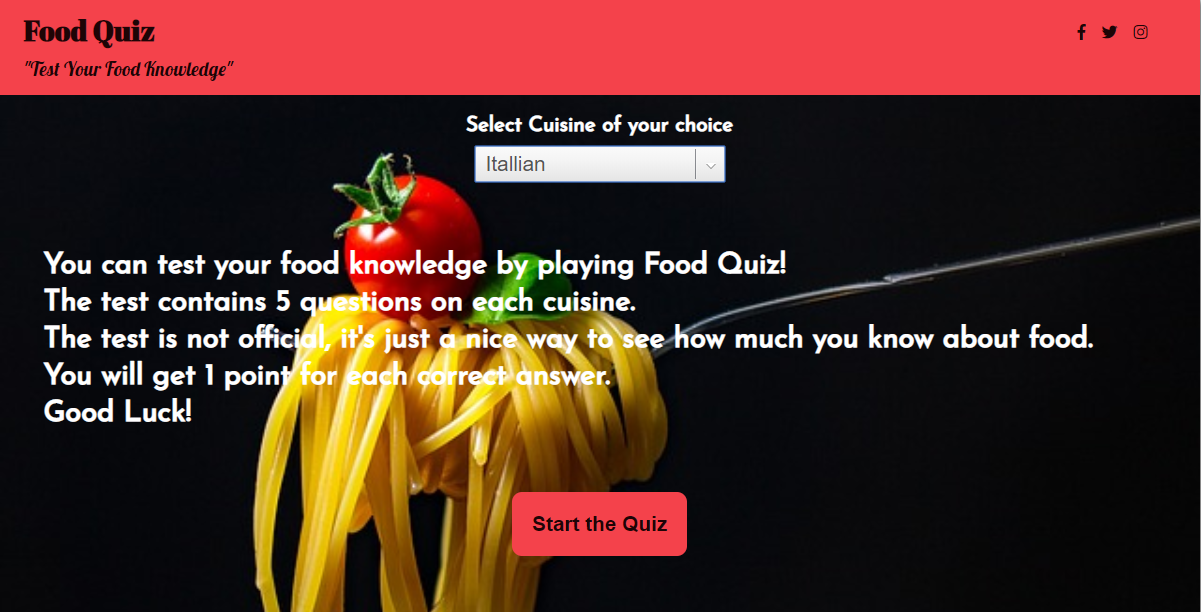 Food Quiz
"Test Your Food Knowledge"
Select Cuisine of your choice
Itallian
You can test your food knowledge by playing Food Quiz!
The test contains 5 questions on each cuisine.
The test is not official, it's just a nice way to see how much you know about food.
You will get 1 point for each correct answer.
Good Luck!
Start the Quiz